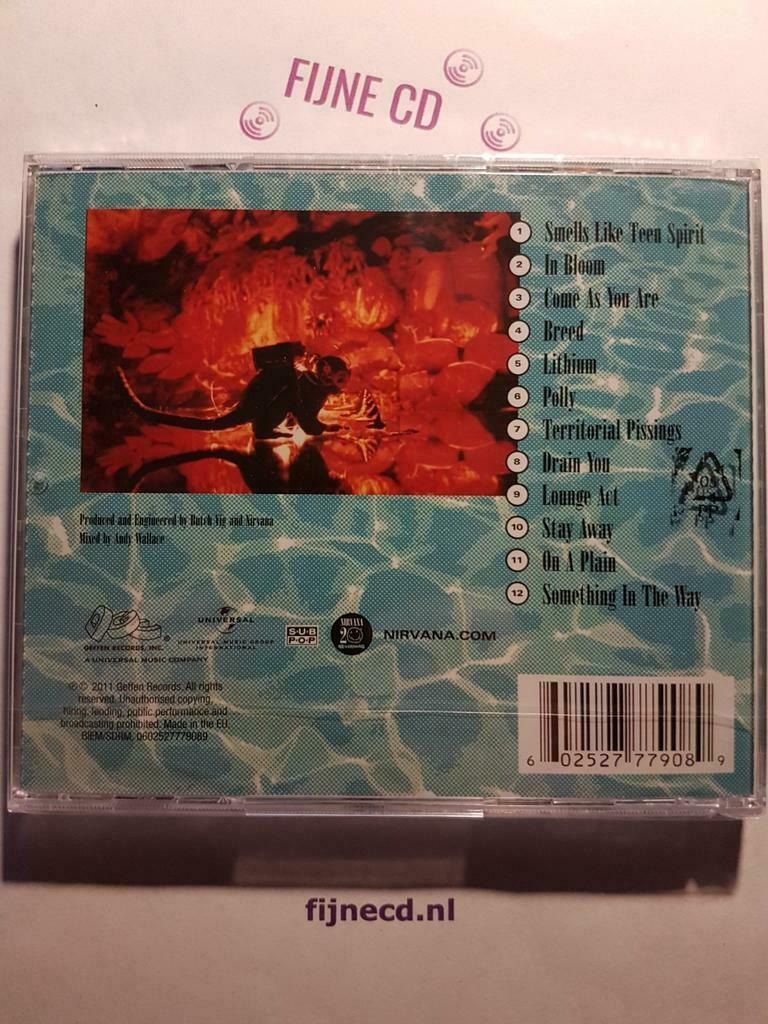 FIJNE CD
1 Smells Like Teen Spirit
2 In Bloom
3 Come As You Are
4 Breed
5 Lithium
6 Polly
7 Territorial Pissings
8 Drain You
9 Lounge Act
10 Stay Away
11 On A Plain
12 Something In The Way
Produced and Engineered by Butch Vig and Nirvana
Mixed by Andy Wallace
GEFFEN RECORDS, INC.
A UNIVERSAL MUSIC COMPANY
UNIVERSAL
UNIVERSAL MUSIC GROUP
INTERNATIONAL
SUB
POP
NIRVANA
20
NIRVANA.COM
℗ © 2011 Geffen Records. All rights
reserved. Unauthorised copying,
hiring, lending, public performance and
broadcasting prohibited. Made in the EU.
BIEM/SDRM. 0602527779089
6 02527 77908 9
fijnecd.nl